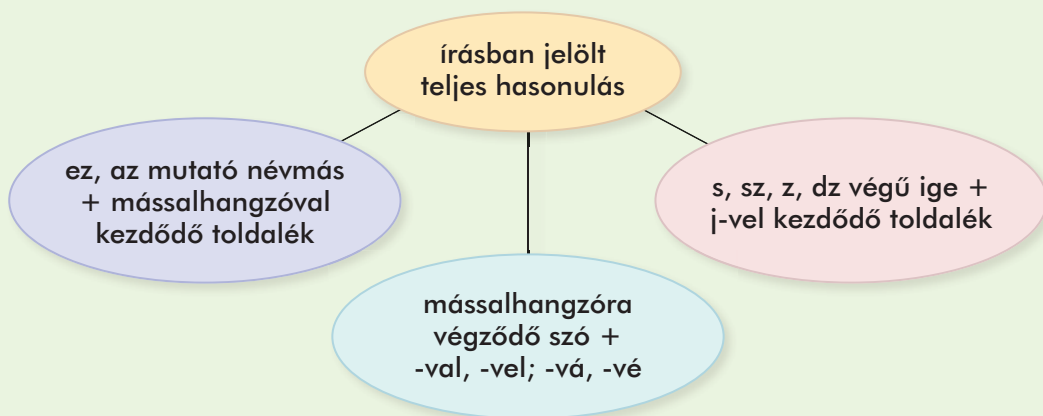 írásban jelölt
teljes hasonulás
ez, az mutató névmás
+ mássalhangzóval
kezdődő toldalék
s, sz, z, dz végű ige +
j-vel kezdődő toldalék
mássalhangzóra
végződő szó +
-val, -vel; -vá, -vé